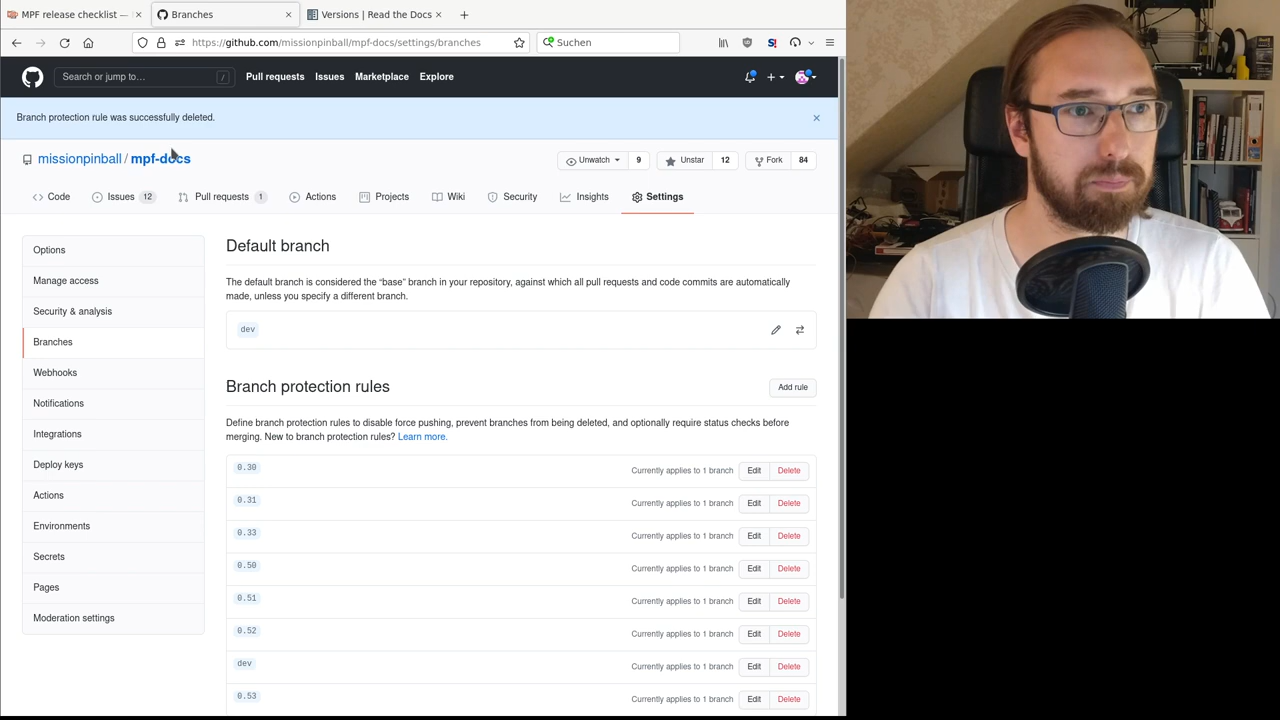 MPF release checklist —
Branches
Versions | Read the Docs
https://github.com/missionpinball/mpf-docs/settings/branches
Suchen
Search or jump to…
/
Pull requests
Issues
Marketplace
Explore
Branch protection rule was successfully deleted.
missionpinball / mpf-docs
Unwatch
9
Unstar
12
Fork
84
Code
Issues 12
Pull requests 1
Actions
Projects
Wiki
Security
Insights
Settings
Options
Manage access
Security & analysis
Branches
Webhooks
Notifications
Integrations
Deploy keys
Actions
Environments
Secrets
Pages
Moderation settings
Default branch
The default branch is considered the “base” branch in your repository, against which all pull requests and code commits are automatically
made, unless you specify a different branch.
dev
Branch protection rules
Add rule
Define branch protection rules to disable force pushing, prevent branches from being deleted, and optionally require status checks before
merging. New to branch protection rules? Learn more.
0.30 Currently applies to 1 branch Edit Delete
0.31 Currently applies to 1 branch Edit Delete
0.33 Currently applies to 1 branch Edit Delete
0.50 Currently applies to 1 branch Edit Delete
0.51 Currently applies to 1 branch Edit Delete
0.52 Currently applies to 1 branch Edit Delete
dev Currently applies to 1 branch Edit Delete
0.53 Currently applies to 1 branch Edit Delete